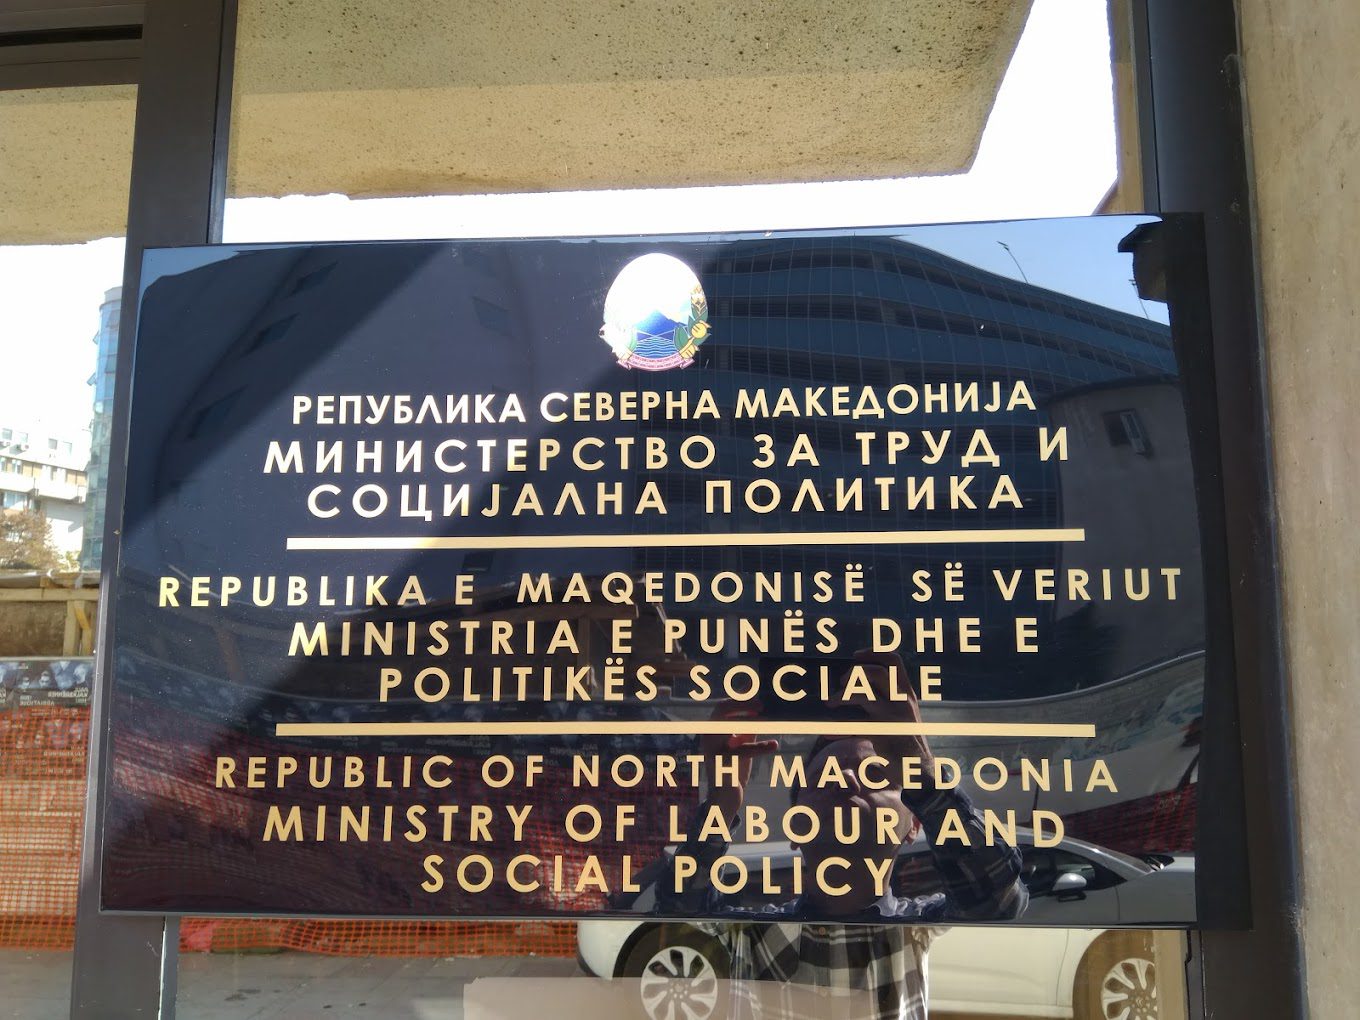 РЕПУБЛИКА СЕВЕРНА МАКЕДОНИЈА
МИНИСТЕРСТВО ЗА ТРУД И
СОЦИЈАЛНА ПОЛИТИКА
REPUBLIKA E MAQEDONISË SË VERIUT
MINISTRIA E PUNËS DHE E
POLITIKËS SOCIALE
REPUBLIC OF NORTH MACEDONIA
MINISTRY OF LABOUR AND
SOCIAL POLICY